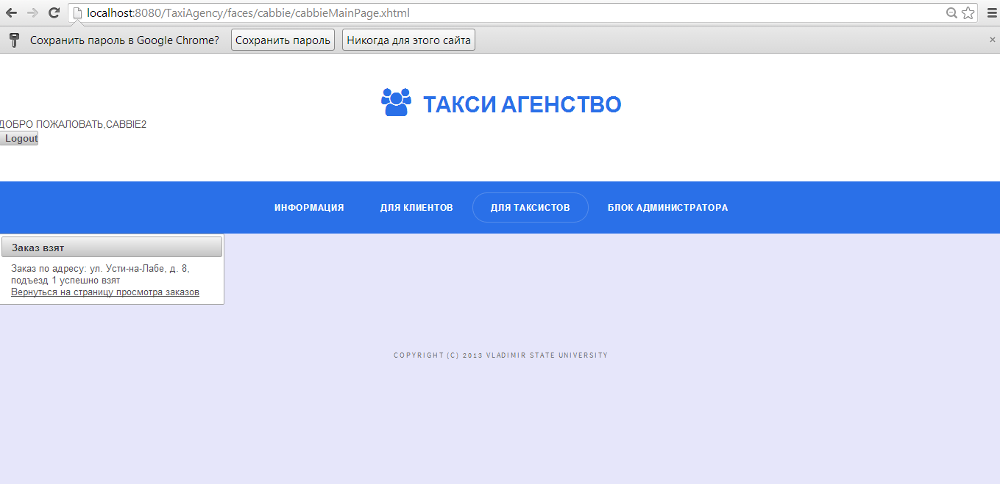 localhost:8080/TaxiAgency/faces/cabbie/cabbieMainPage.xhtml
Сохранить пароль в Google Chrome? Сохранить пароль Никогда для этого сайта
ТАКСИ АГЕНСТВО
ДОБРО ПОЖАЛОВАТЬ,CABBIE2
Logout
ИНФОРМАЦИЯ ДЛЯ КЛИЕНТОВ ДЛЯ ТАКСИСТОВ БЛОК АДМИНИСТРАТОРА
Заказ взят
Заказ по адресу: ул. Усти-на-Лабе, д. 8,
подъезд 1 успешно взят
Вернуться на страницу просмотра заказов
COPYRIGHT (C) 2013 VLADIMIR STATE UNIVERSITY